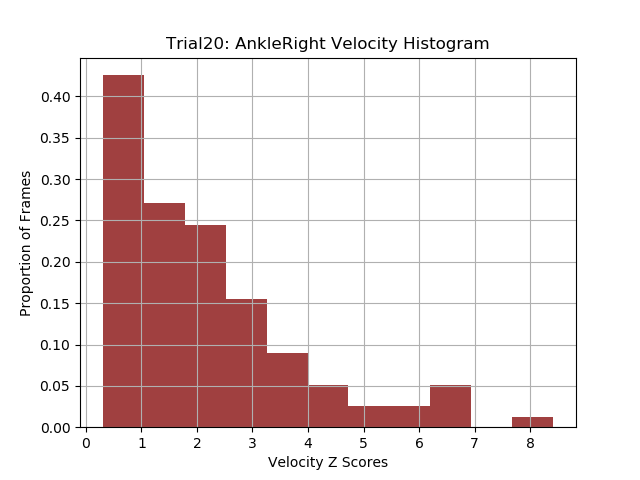 Trial20: AnkleRight Velocity Histogram
0.40
0.35
0.30
0.25
0.20
0.15
0.10
0.05
0.00
Proportion of Frames
0 1 2 3 4 5 6 7 8
Velocity Z Scores